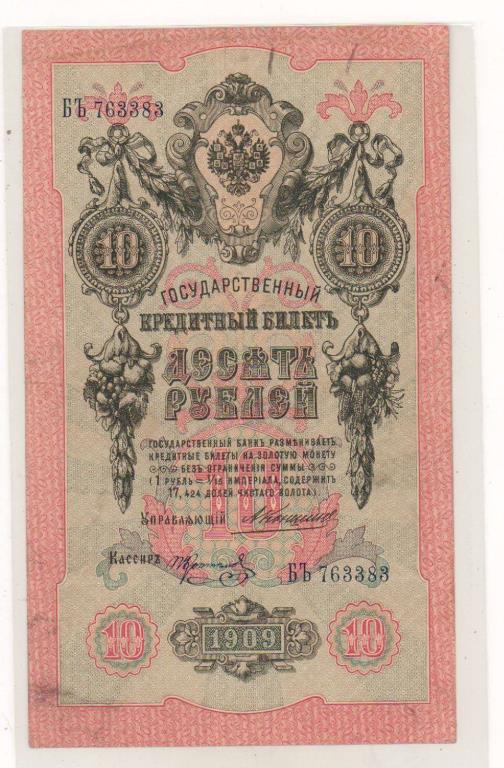 БЪ 763383
10 10
ГОСУДАРСТВЕННЫЙ
КРЕДИТНЫЙ БИЛЕТЪ
ДЕСЯТЬ
РУБЛЕЙ
ГОСУДАРСТВЕННЫЙ БАНКЪ РАЗМѢНИВАЕТЪ
КРЕДИТНЫЕ БИЛЕТЫ НА ЗОЛОТУЮ МОНЕТУ
БЕЗЪ ОГРАНИЧЕНІЯ СУММЫ
(1 РУБЛЬ = 1/15 ИМПЕРІАЛА, СОДЕРЖИТЪ
17,424 ДОЛЕЙ ЧИСТАГО ЗОЛОТА).
10
УПРАВЛЯЮЩІЙ
КАССИРЪ
БЪ 763383
10 1909 10